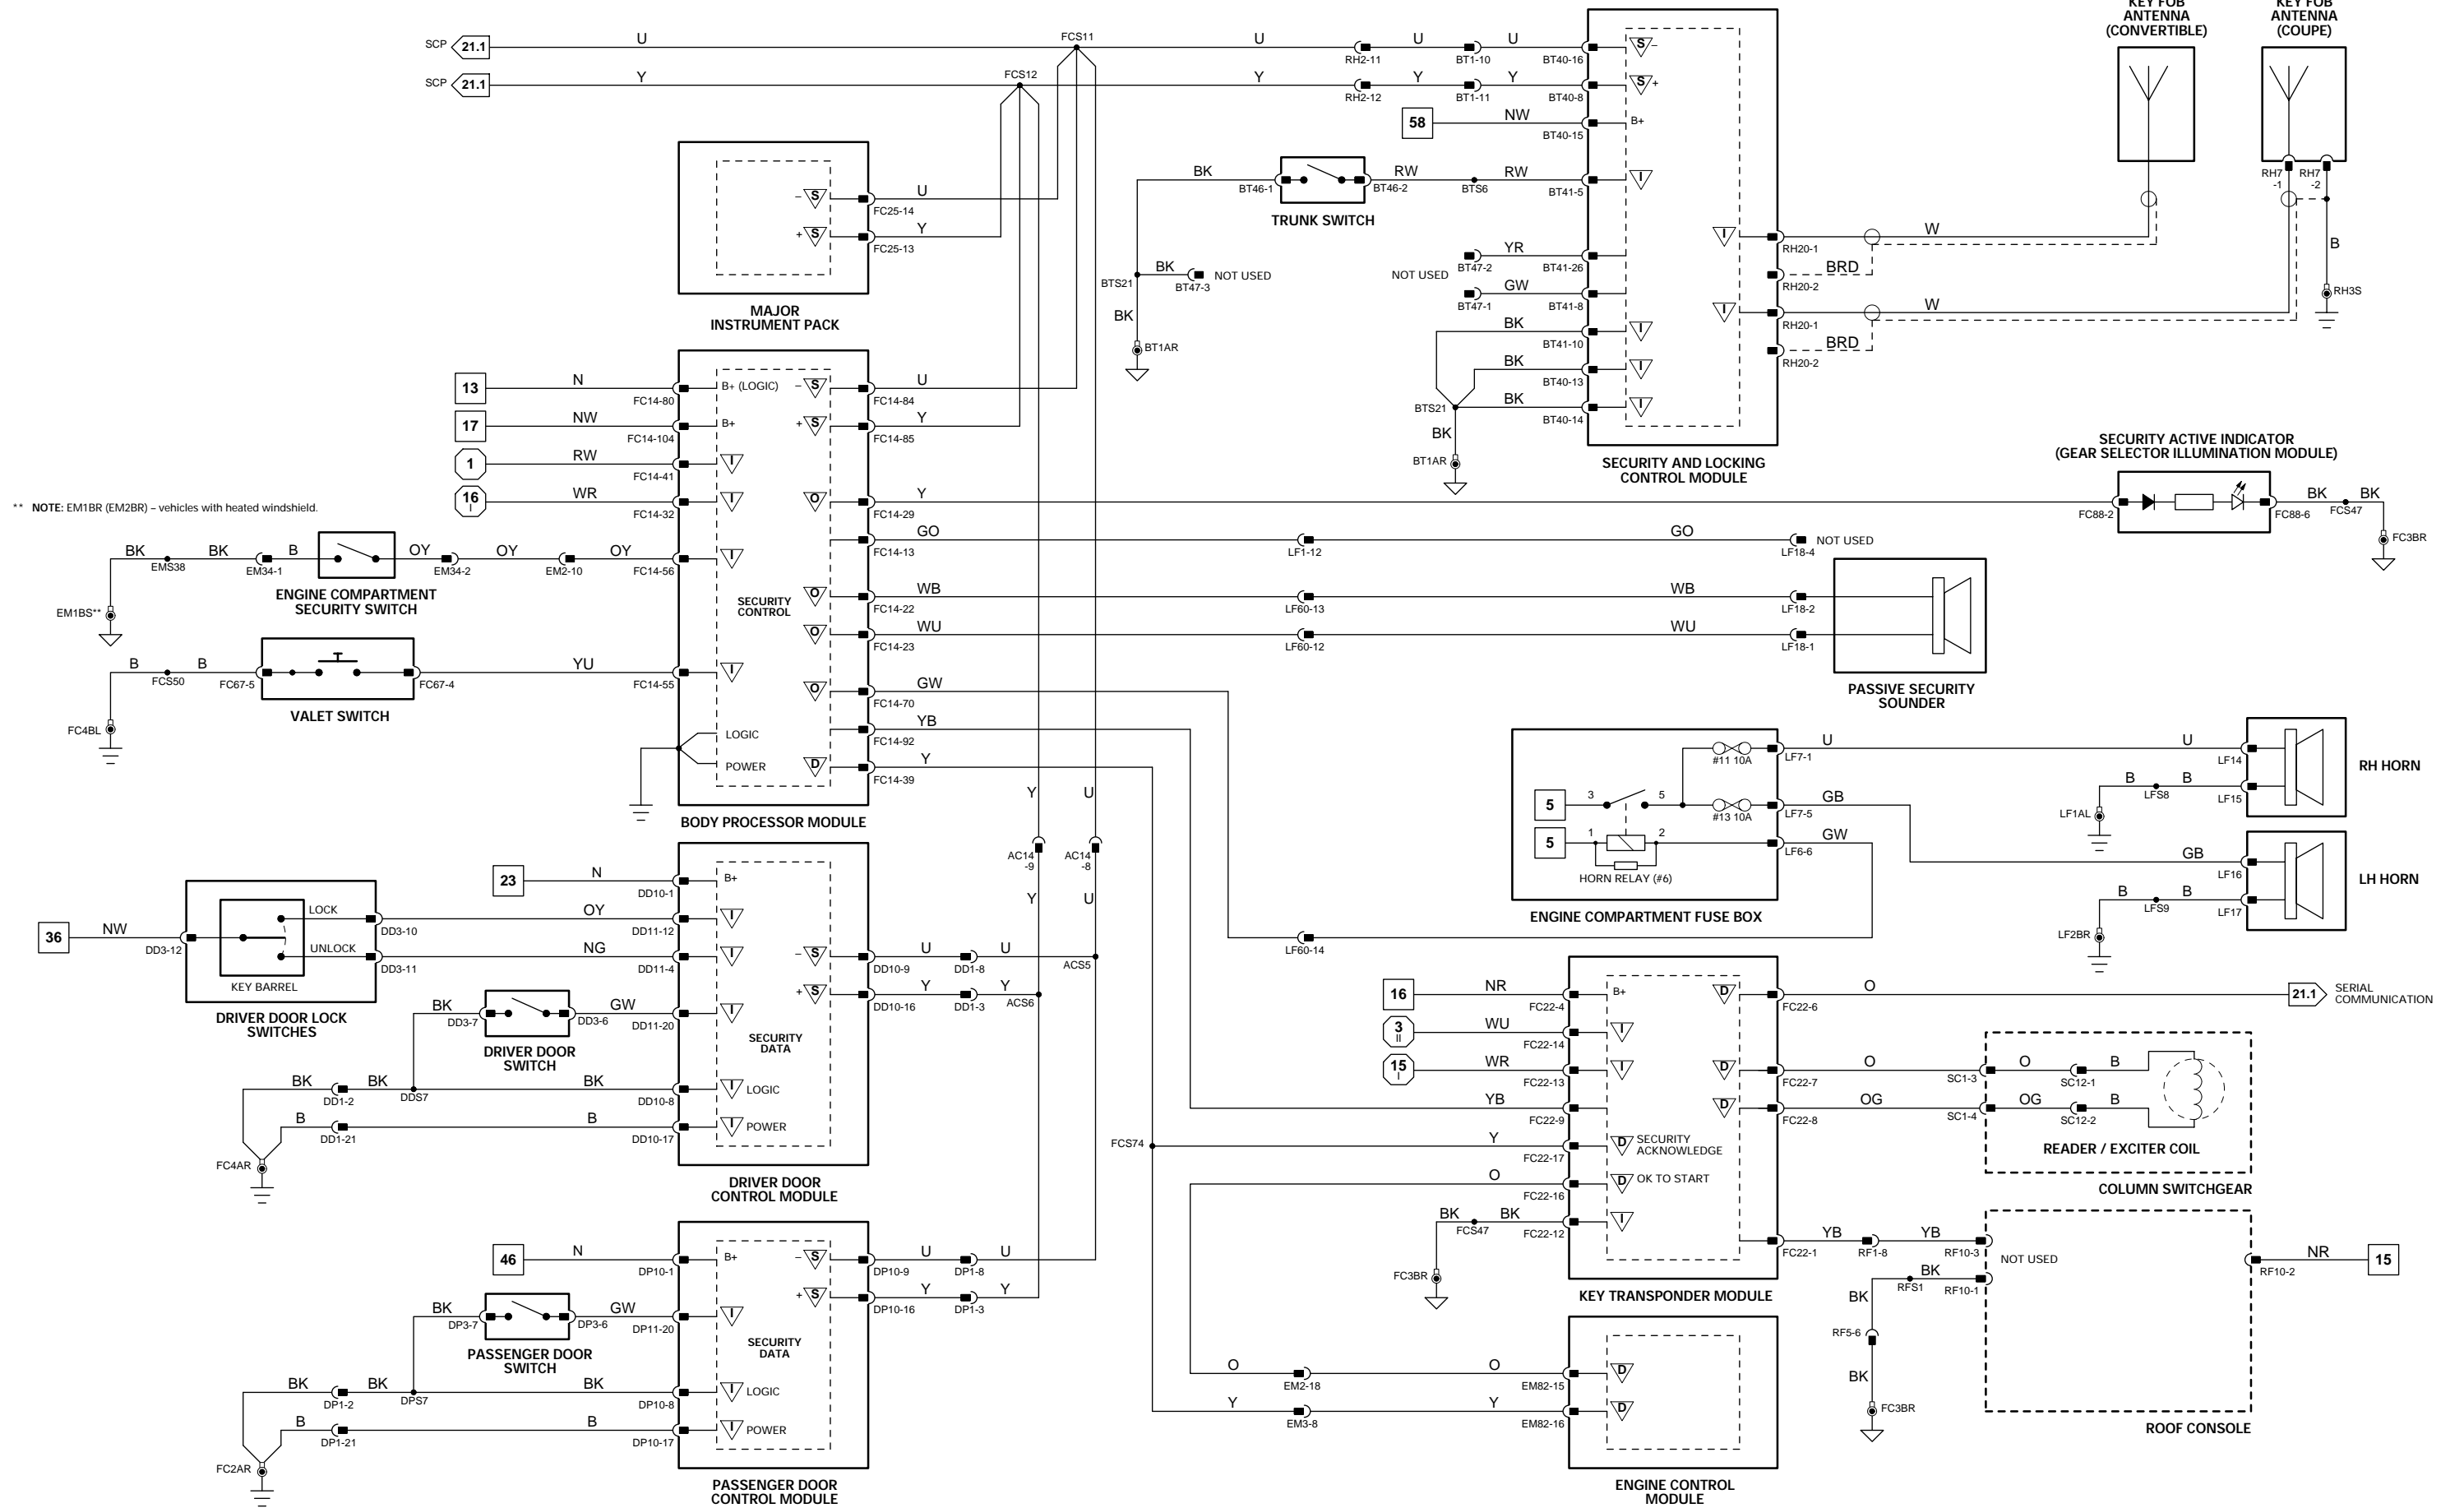 KEY FOB
ANTENNA
(CONVERTIBLE)
KEY FOB
ANTENNA
(COUPE)
SCP 21.1 U FCS11 U RH2-11 U BT1-10 U BT40-16 S –
SCP 21.1 Y FCS12 Y RH2-12 Y BT1-11 Y BT40-8 S +
58 NW BT40-15 B+
BK BT46-1 BT46-2 RW BTS6 RW BT41-5 I
TRUNK SWITCH
BTS21 BK BT47-3 NOT USED
BK
BT1AR
NOT USED
BT47-2 YR BT41-26
BT47-1 GW BT41-8
BK BT41-10 I
BK BT40-13 I
BTS21 BK BT40-14 I
BK
BT1AR
I RH20-1 W
RH20-2 BRD
I RH20-1 W
RH20-2 BRD
RH7
-1
RH7
-2
B
RH3S
SECURITY AND LOCKING
CONTROL MODULE
– S FC25-14 U
+ S FC25-13 Y
MAJOR
INSTRUMENT PACK
13 N FC14-80 B+ (LOGIC) – S FC14-84 U
17 NW FC14-104 B+ + S FC14-85 Y
1 RW FC14-41 I
16 I WR FC14-32 I O FC14-29 Y
FC14-13 GO LF1-12 GO LF18-4 NOT USED
** NOTE: EM1BR (EM2BR) – vehicles with heated windshield.
BK EMS38 BK EM34-1 B OY EM34-2 OY EM2-10 OY FC14-56 I
EM1BS**
ENGINE COMPARTMENT
SECURITY SWITCH
SECURITY
CONTROL
O FC14-22 WB LF60-13 WB LF18-2
O FC14-23 WU LF60-12 WU LF18-1
PASSIVE SECURITY
SOUNDER
B FCS50 B FC67-5 FC67-4 YU FC14-55 I
FC4BL
VALET SWITCH
O FC14-70 GW
FC14-92 YB
LOGIC
POWER
D FC14-39 Y
BODY PROCESSOR MODULE
SECURITY ACTIVE INDICATOR
(GEAR SELECTOR ILLUMINATION MODULE)
FC88-2 FC88-6 BK FCS47 BK
FC3BR
#11 10A LF7-1 U U LF14
5 3 5 #13 10A LF7-5 GB
5 1 2 LF6-6 GW
HORN RELAY (#6)
ENGINE COMPARTMENT FUSE BOX
LF60-14
RH HORN
B LFS8 B LF15
LF1AL
GB LF16
LH HORN
B LFS9 B LF17
LF2BR
Y U
AC14
-9
AC14
-8
Y U
23 N DD10-1 B+
36 NW DD3-12
LOCK DD3-10 OY DD11-12 I
UNLOCK DD3-11 NG DD11-4 I
KEY BARREL
DRIVER DOOR LOCK
SWITCHES
– S DD10-9 U DD1-8 U ACS5
+ S DD10-16 Y DD1-3 Y ACS6
BK DD3-7 DD3-6 GW DD11-20 I
DRIVER DOOR
SWITCH
SECURITY
DATA
BK DD1-2 BK DDS7 BK DD10-8 I LOGIC
B DD1-21 B DD10-17 I POWER
FC4AR
DRIVER DOOR
CONTROL MODULE
46 N DP10-1 B+ – S DP10-9 U DP1-8 U
+ S DP10-16 Y DP1-3 Y
BK DP3-7 DP3-6 GW DP11-20 I
PASSENGER DOOR
SWITCH
SECURITY
DATA
BK DP1-2 BK DPS7 BK DP10-8 I LOGIC
B DP1-21 B DP10-17 I POWER
FC2AR
PASSENGER DOOR
CONTROL MODULE
16 NR FC22-4 B+ D FC22-6 O 21.1 SERIAL
COMMUNICATION
3 II WU FC22-14 I
15 I WR FC22-13 I D FC22-7 O SC1-3 O SC12-1 B
YB FC22-9 D FC22-8 OG SC1-4 OG SC12-2 B
READER / EXCITER COIL
COLUMN SWITCHGEAR
FCS74 Y FC22-17 D SECURITY
ACKNOWLEDGE
O FC22-16 D OK TO START
BK FCS47 BK FC22-12 I
FC3BR
FC22-1 YB RF1-8 YB RF10-3 NOT USED
KEY TRANSPONDER MODULE
BK RFS1 RF10-1
BK
RF5-6
BK
FC3BR
RF10-2 NR 15
ROOF CONSOLE
O EM2-18 O EM82-15 D
Y EM3-8 Y EM82-16 D
ENGINE CONTROL
MODULE